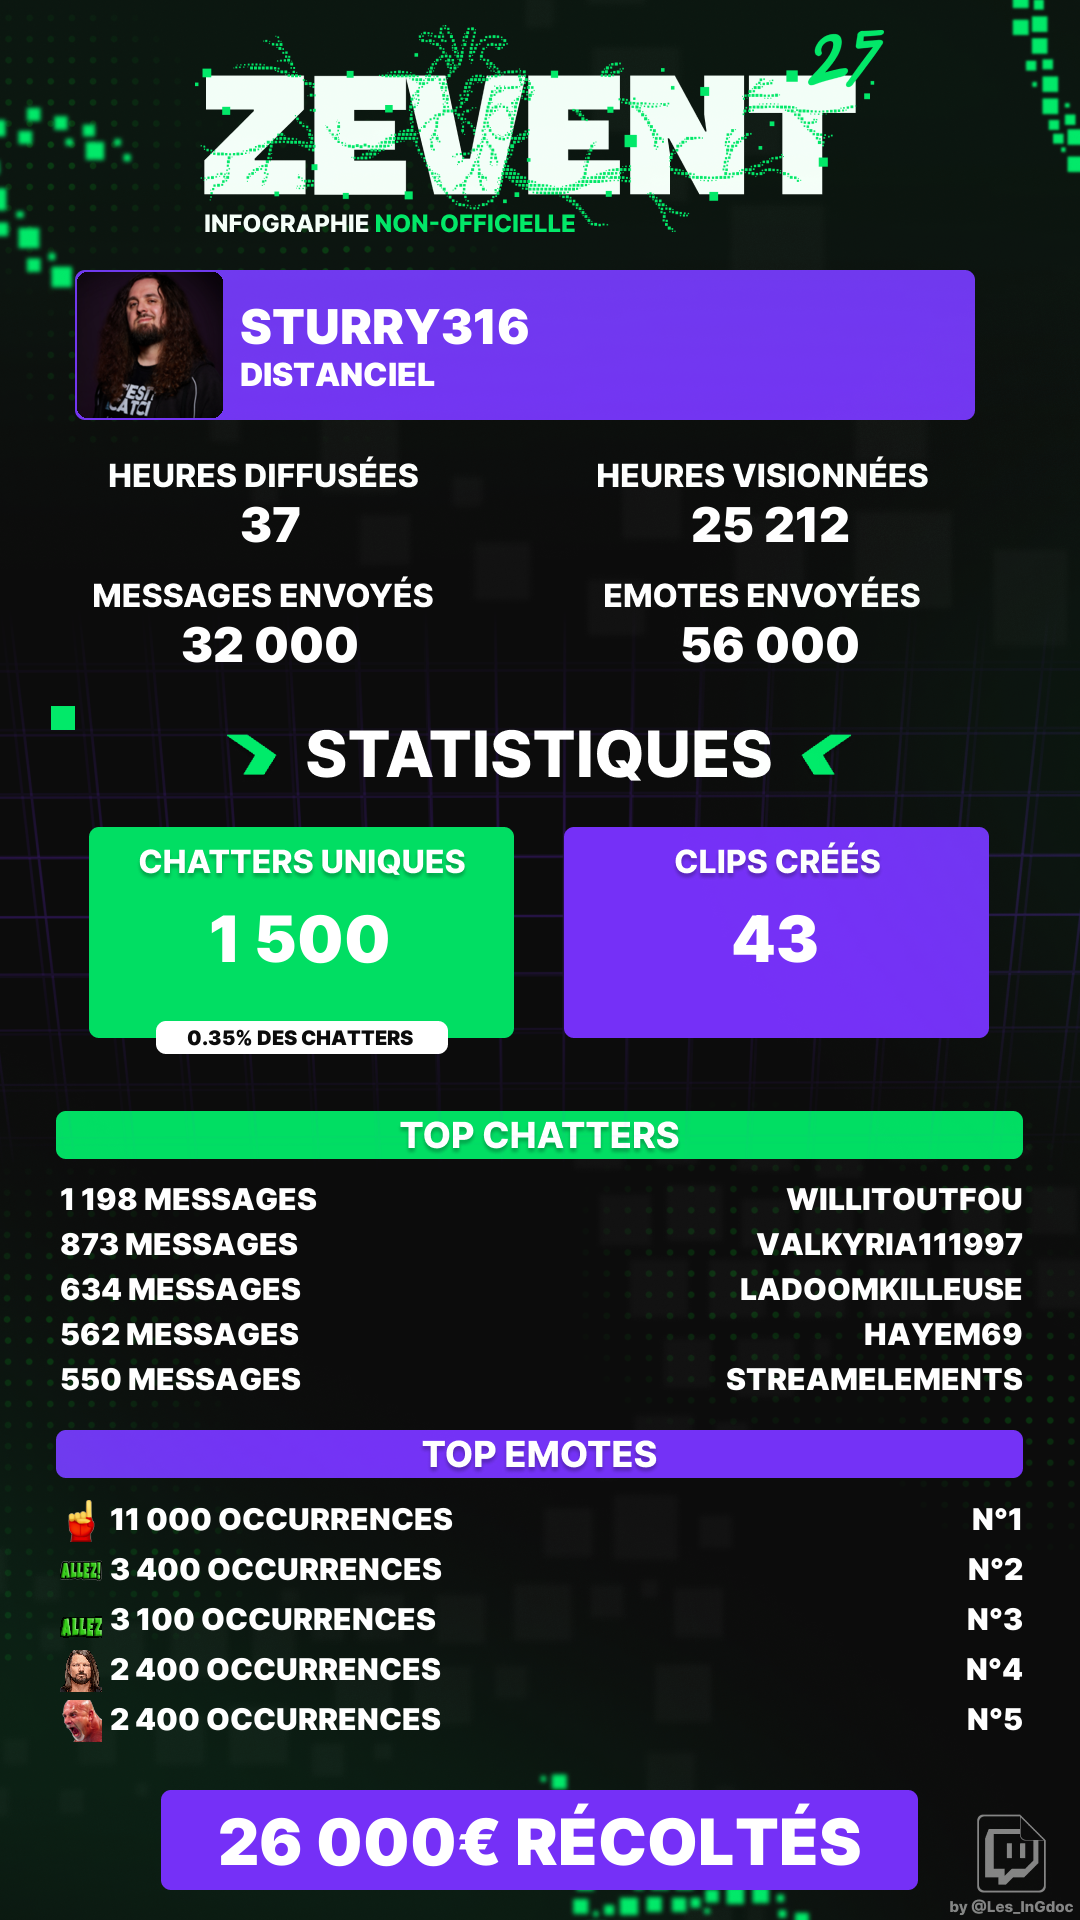 ZEVENT 25
INFOGRAPHIE NON-OFFICIELLE
STURRY316
DISTANCIEL
HEURES DIFFUSÉES
37
HEURES VISIONNÉES
25 212
MESSAGES ENVOYÉS
32 000
EMOTES ENVOYÉES
56 000
STATISTIQUES
CHATTERS UNIQUES
1 500
0.35% DES CHATTERS
CLIPS CRÉÉS
43
TOP CHATTERS
1 198 MESSAGES WILLITOUTFOU
873 MESSAGES VALKYRIA111997
634 MESSAGES LADOOMKILLEUSE
562 MESSAGES HAYEM69
550 MESSAGES STREAMELEMENTS
TOP EMOTES
11 000 OCCURRENCES N°1
ALLEZ! 3 400 OCCURRENCES N°2
ALLEZ 3 100 OCCURRENCES N°3
2 400 OCCURRENCES N°4
2 400 OCCURRENCES N°5
26 000€ RÉCOLTÉS
by @Les_InGdoc